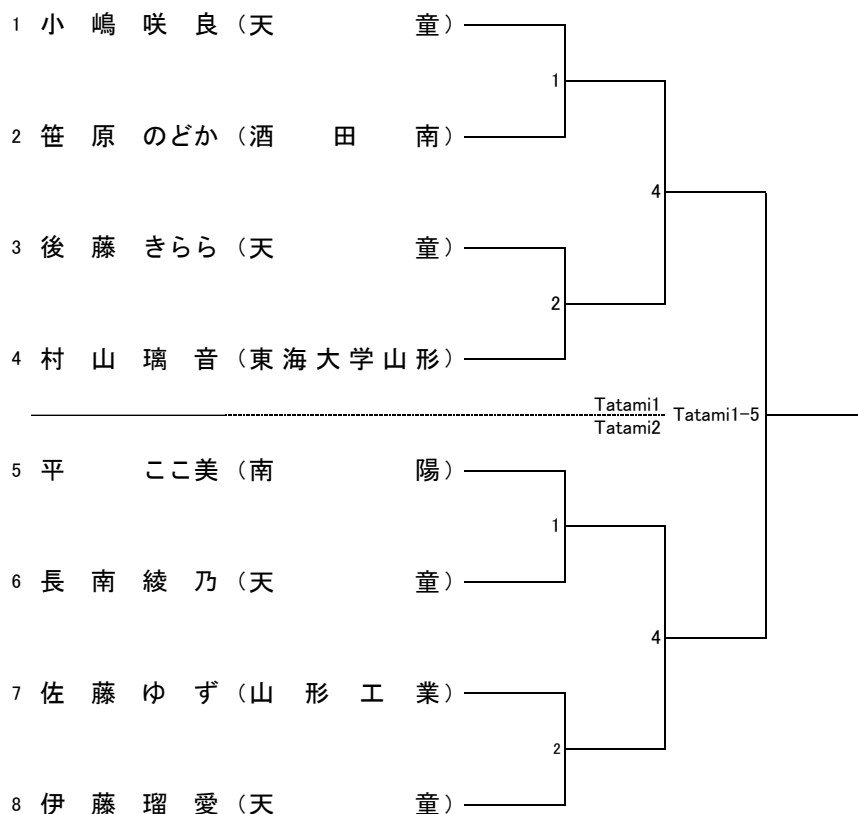 1 小嶋咲良（天童）
1
2 笹原のどか（酒田南）
4
3 後藤きらら（天童）
2
4 村山璃音（東海大学山形）
Tatami1
Tatami1-5
Tatami2
5 平 ここ美（南陽）
1
6 長南綾乃（天童）
4
7 佐藤ゆず（山形工業）
2
8 伊藤瑠愛（天童）